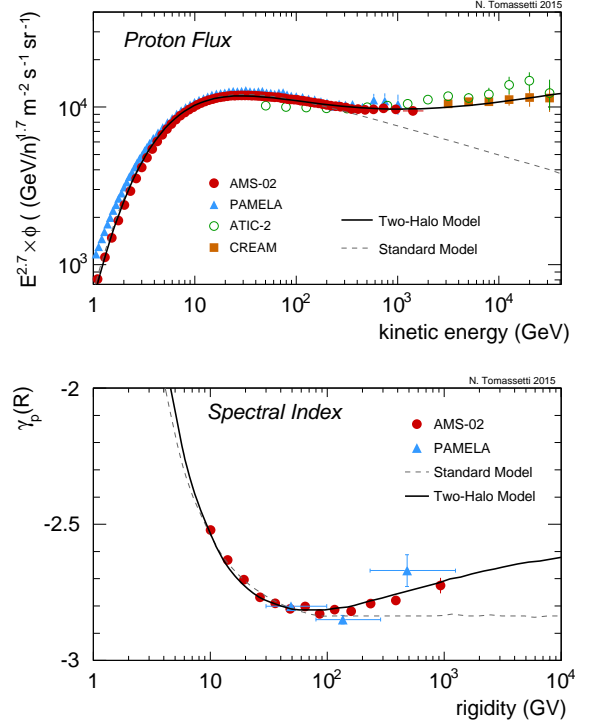 N. Tomassetti 2015
Proton Flux
E^2.7 × ϕ ( (GeV/n)^1.7 m^-2 s^-1 sr^-1)
10^4
10^3
AMS-02
PAMELA
ATIC-2
CREAM
Two-Halo Model
Standard Model
1 10 10^2 10^3 10^4
kinetic energy (GeV)
N. Tomassetti 2015
Spectral Index
γp(R)
-2
-2.5
-3
AMS-02
PAMELA
Standard Model
Two-Halo Model
1 10 10^2 10^3 10^4
rigidity (GV)